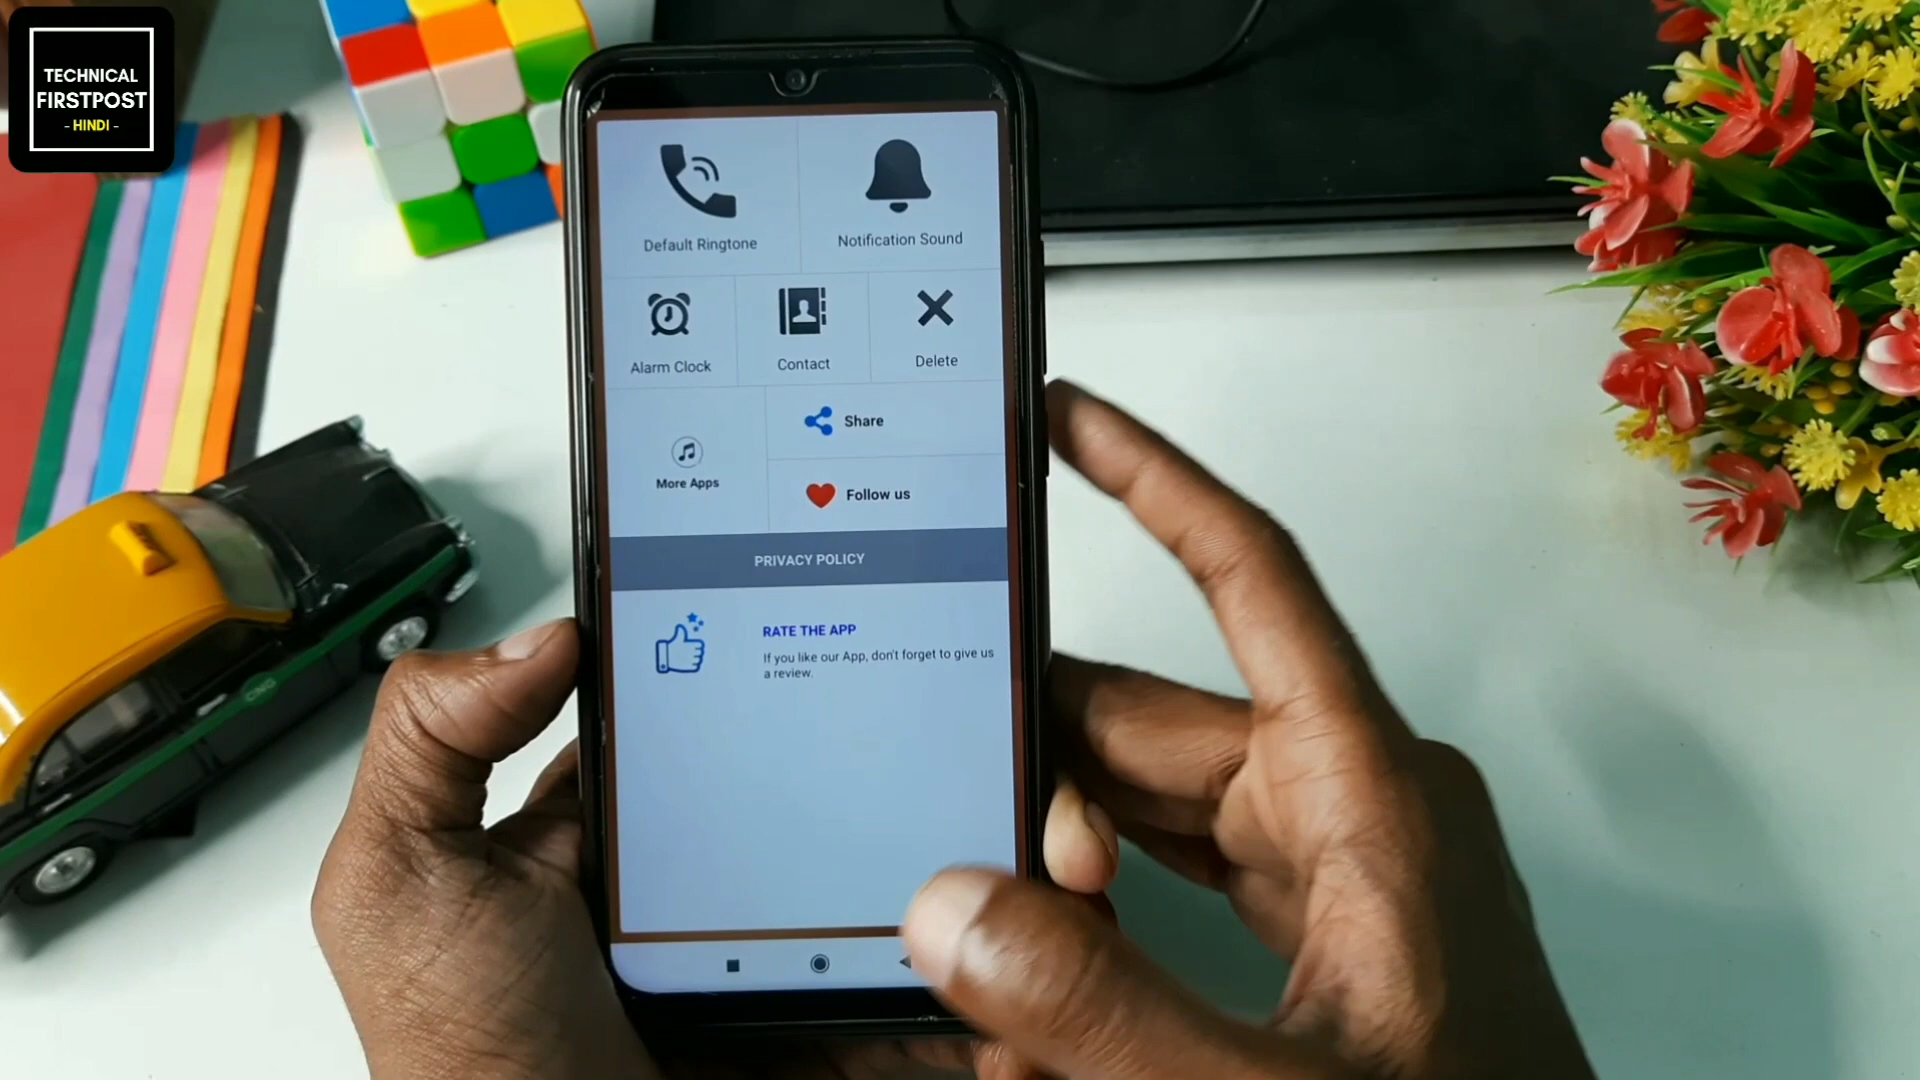 TECHNICAL
FIRSTPOST
- HINDI -
Default Ringtone
Notification Sound
Alarm Clock
Contact
Delete
More Apps
Share
Follow us
PRIVACY POLICY
RATE THE APP
If you like our App, don't forget to give us
a review.
CNG